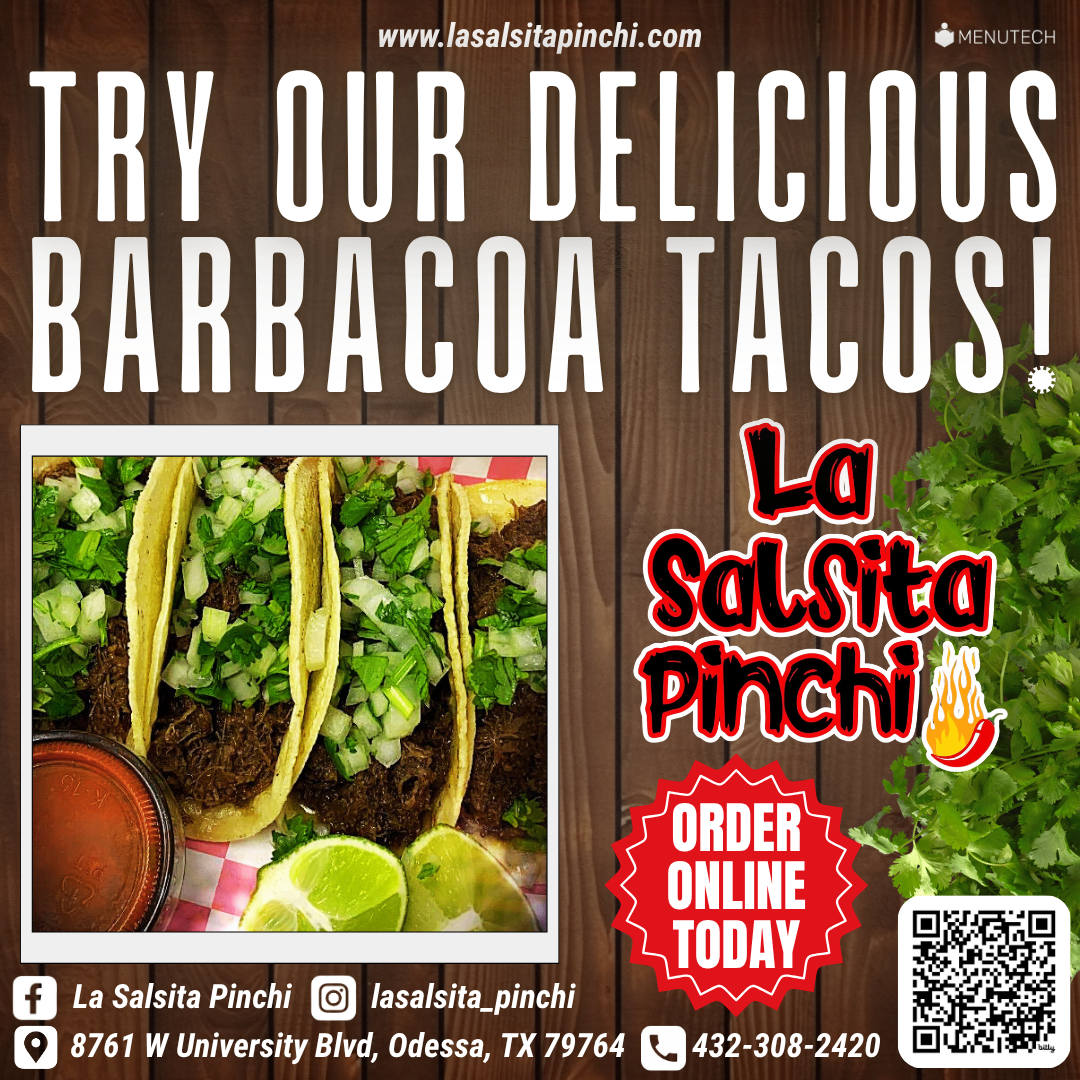 www.lasalsitapinchi.com
MENUTECH
TRY OUR DELICIOUS
BARBACOA TACOS!
La
Salsita
Pinchi
ORDER
ONLINE
TODAY
La Salsita Pinchi
lasalsita_pinchi
8761 W University Blvd, Odessa, TX 79764
432-308-2420
bitly